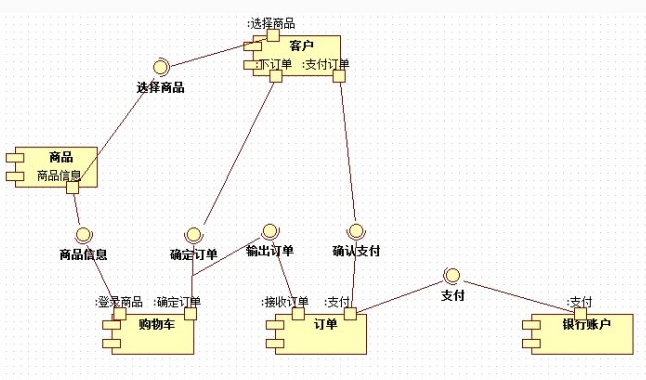 :选择商品
客户
:下订单 :支付订单
选择商品
商品
商品信息
商品信息
确定订单
输出订单
确认支付
支付
:登录商品 :确定订单
:接收订单 :支付
:支付
购物车
订单
银行账户